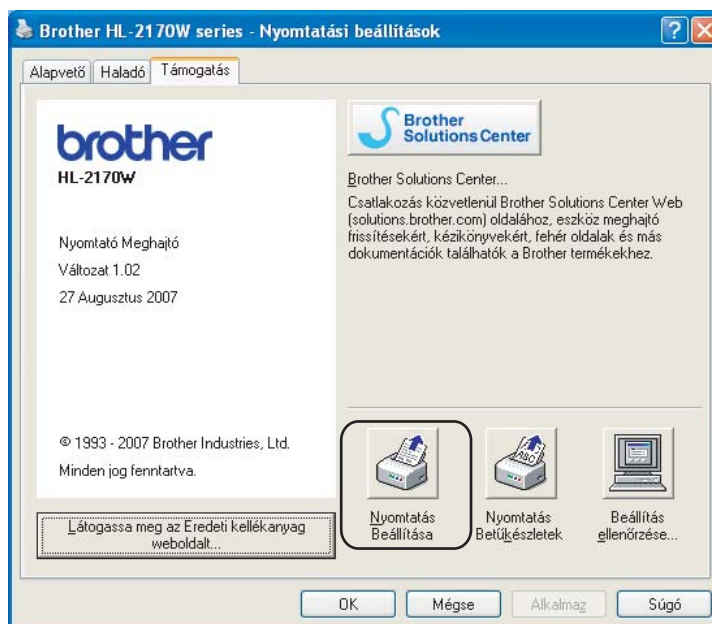 Brother HL-2170W series - Nyomtatási beállítások
Alapvető Haladó Támogatás
brother
HL-2170W
Nyomtató Meghajtó
Változat 1.02
27 Augusztus 2007
© 1993 - 2007 Brother Industries, Ltd.
Minden jog fenntartva.
Látogassa meg az Eredeti kellékanyag
weboldalt...
Brother
Solutions Center
Brother Solutions Center...
Csatlakozás közvetlenül Brother Solutions Center Web
(solutions.brother.com) oldalához, eszköz meghajtó
frissítésekért, kézikönyvekért, fehér oldalak és más
dokumentációk találhatók a Brother termékekhez.
Nyomtatás
Beállítása
Nyomtatás
Betűkészletek
ABC
Beállítás
ellenőrzése...
OK Mégse Alkalmaz Súgó